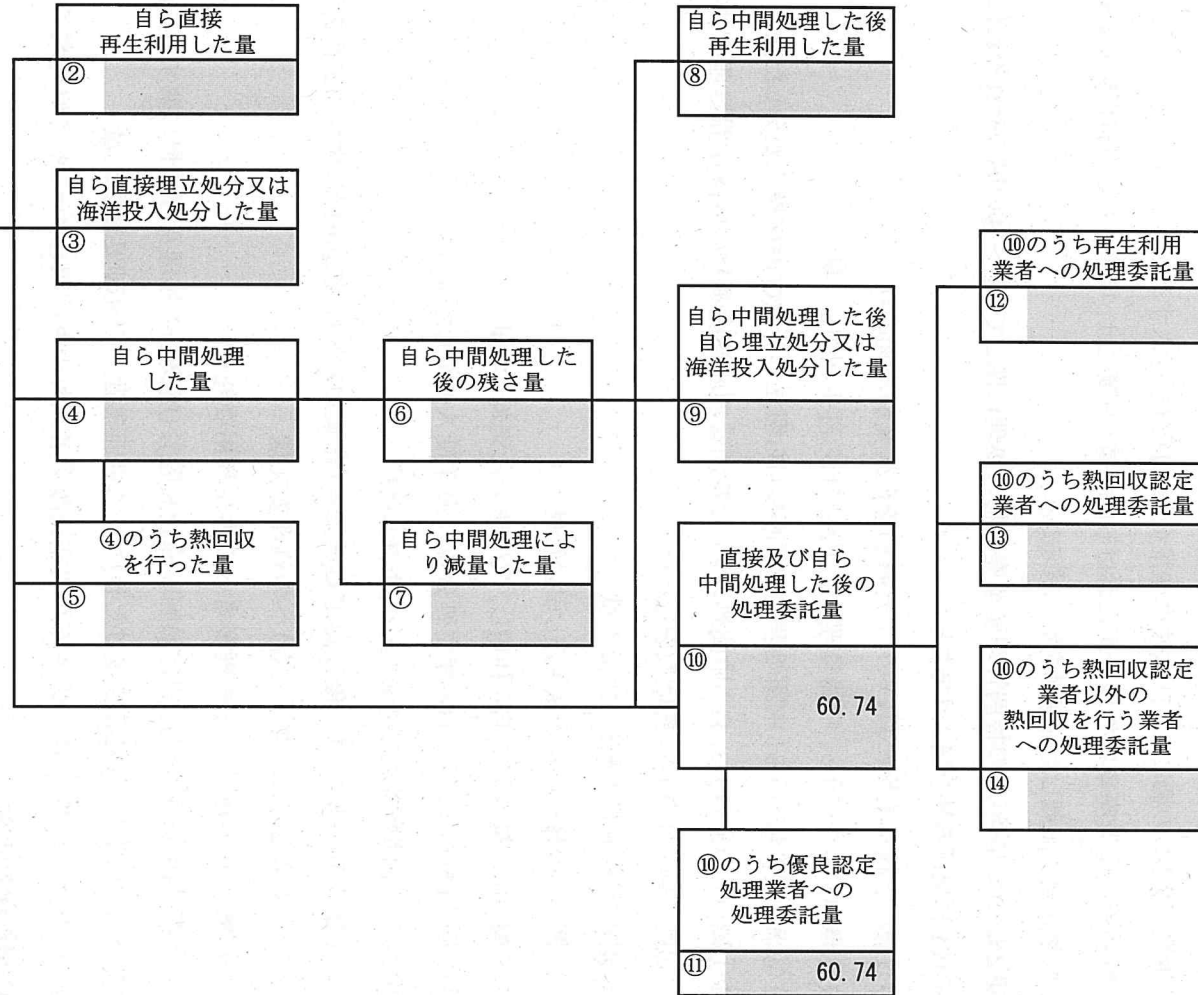 自ら直接
再生利用した量
②
自ら直接埋立処分又は
海洋投入処分した量
③
自ら中間処理
した量
④
④のうち熱回収
を行った量
⑤
自ら中間処理した
後の残さ量
⑥
自ら中間処理によ
り減量した量
⑦
自ら中間処理した後
再生利用した量
⑧
自ら中間処理した後
自ら埋立処分又は
海洋投入処分した量
⑨
直接及び自ら
中間処理した後の
処理委託量
⑩
60.74
⑩のうち優良認定
処理業者への
処理委託量
⑪
60.74
⑩のうち再生利用
業者への処理委託量
⑫
⑩のうち熱回収認定
業者への処理委託量
⑬
⑩のうち熱回収認定
業者以外の
熱回収を行う業者
への処理委託量
⑭